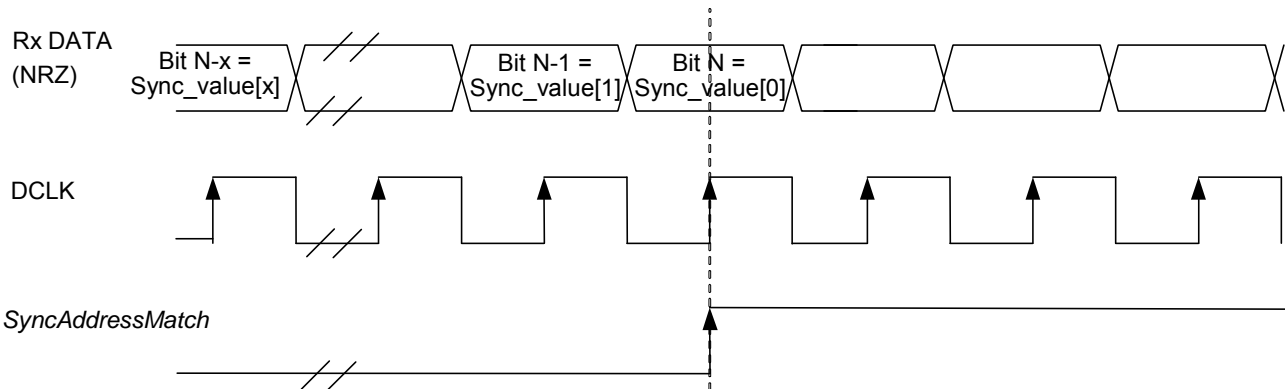 Rx DATA
(NRZ)
Bit N-x =
Sync_value[x]
Bit N-1 =
Sync_value[1]
Bit N =
Sync_value[0]
DCLK
SyncAddressMatch